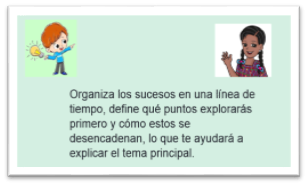 Organiza los sucesos en una línea de
tiempo, define qué puntos explorarás
primero y cómo estos se
desencadenan, lo que te ayudará a
explicar el tema principal.